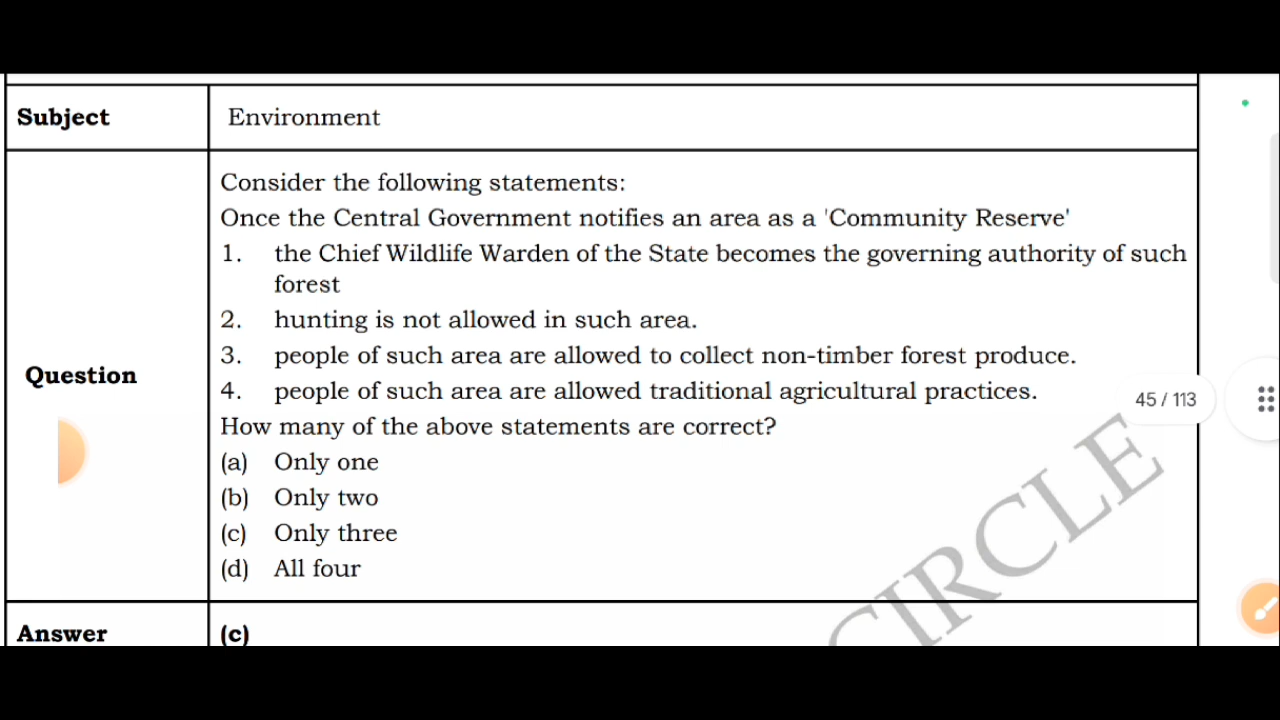 Subject
Environment
Question
Consider the following statements:
Once the Central Government notifies an area as a 'Community Reserve'
1. the Chief Wildlife Warden of the State becomes the governing authority of such
forest
2. hunting is not allowed in such area.
3. people of such area are allowed to collect non-timber forest produce.
4. people of such area are allowed traditional agricultural practices.
How many of the above statements are correct?
(a) Only one
(b) Only two
(c) Only three
(d) All four
45 / 113
CIRCLE
Answer
(c)